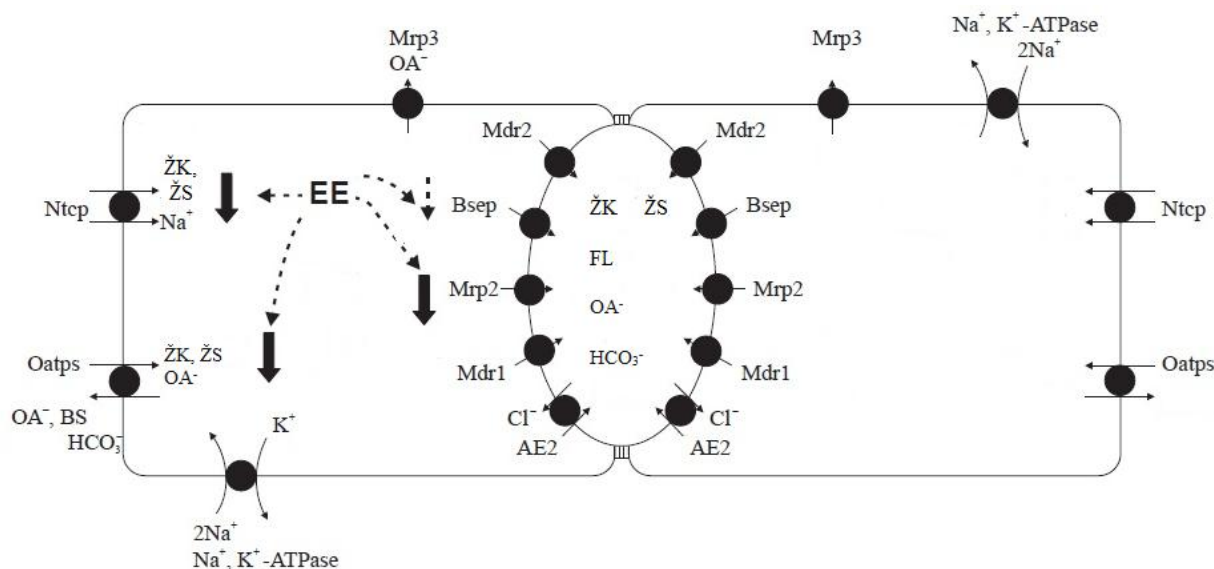 Mrp3
OA⁻
Mrp3
Na⁺, K⁺-ATPase
2Na⁺
Mdr2
Mdr2
ŽK,
ŽS
Na⁺
Ntcp
EE
Bsep
ŽK ŽS
Bsep
Ntcp
FL
Mrp2
OA⁻
Mrp2
HCO₃⁻
Oatps
ŽK, ŽS
OA⁻
Mdr1
Mdr1
Oatps
OA⁻, BS
HCO₃⁻
K⁺
Cl⁻
AE2
Cl⁻
AE2
2Na⁺
Na⁺, K⁺-ATPase